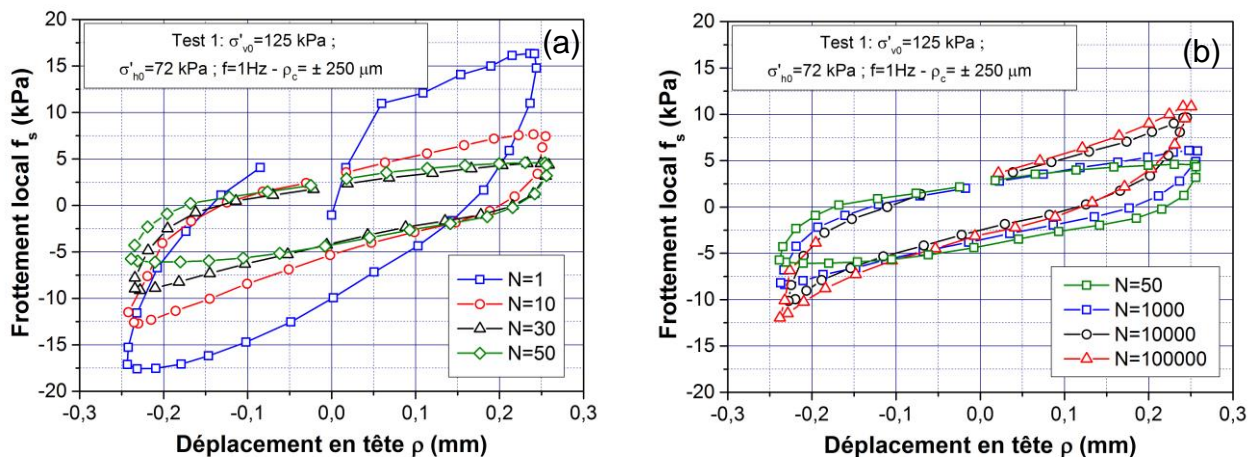 (a)
Test 1: σ'v0=125 kPa ;
σ'h0=72 kPa ; f=1Hz - ρc= ± 250 μm
Frottement local fs (kPa)
20
15
10
5
0
-5
-10
-15
-20
N=1
N=10
N=30
N=50
-0,3 -0,2 -0,1 0,0 0,1 0,2 0,3
Déplacement en tête ρ (mm)
(b)
Test 1: σ'v0=125 kPa ;
σ'h0=72 kPa ; f=1Hz - ρc= ± 250 μm
Frottement local fs (kPa)
20
15
10
5
0
-5
-10
-15
-20
N=50
N=1000
N=10000
N=100000
-0,3 -0,2 -0,1 0,0 0,1 0,2 0,3
Déplacement en tête ρ (mm)